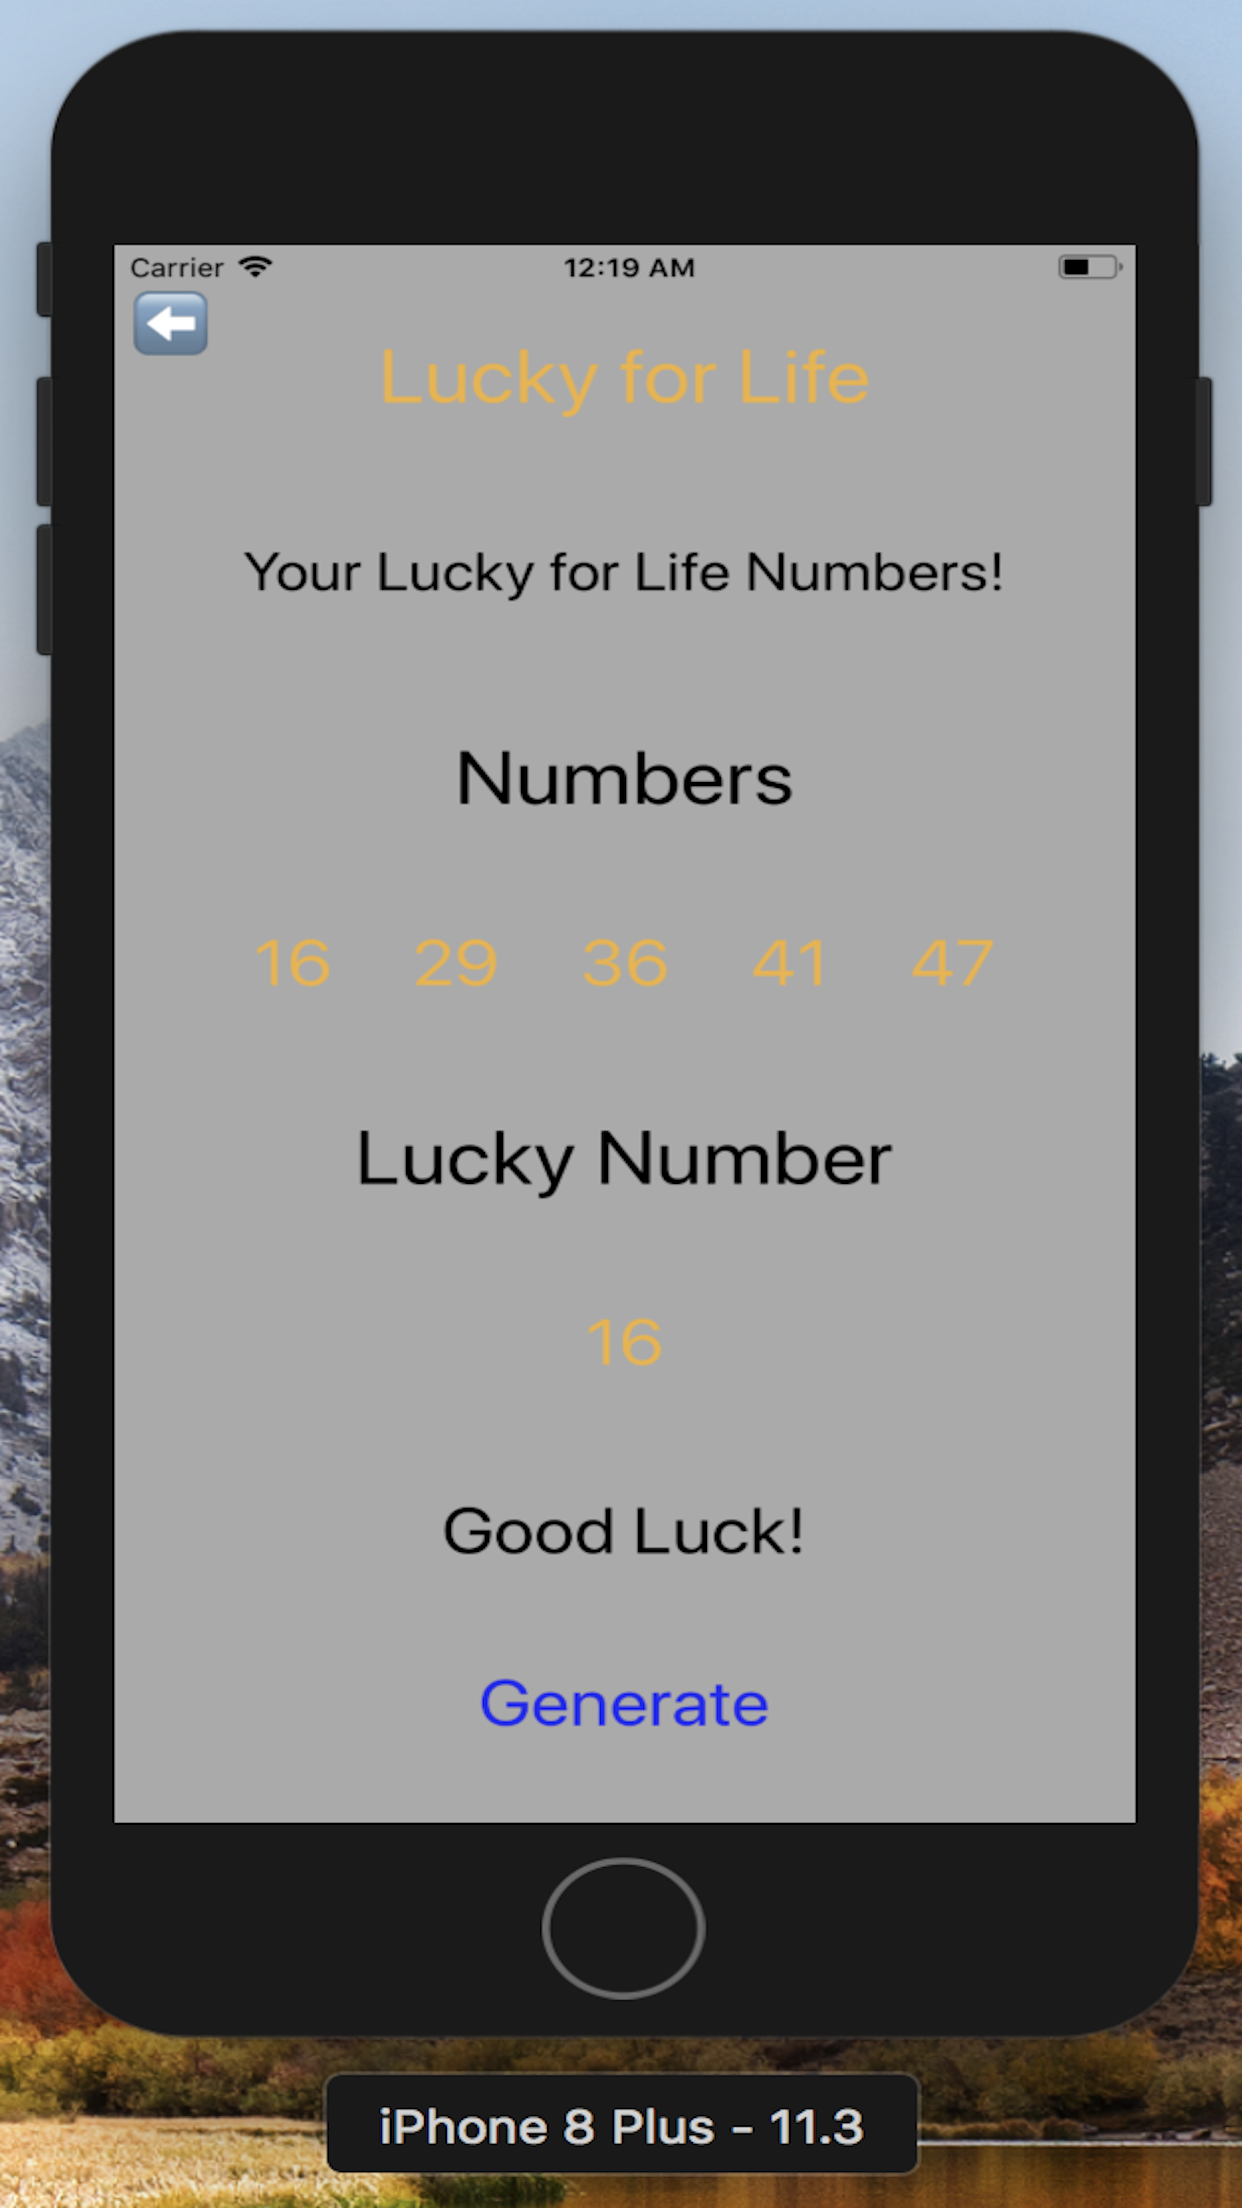 Carrier 12:19 AM
Lucky for Life
Your Lucky for Life Numbers!
Numbers
16 29 36 41 47
Lucky Number
16
Good Luck!
Generate
iPhone 8 Plus - 11.3